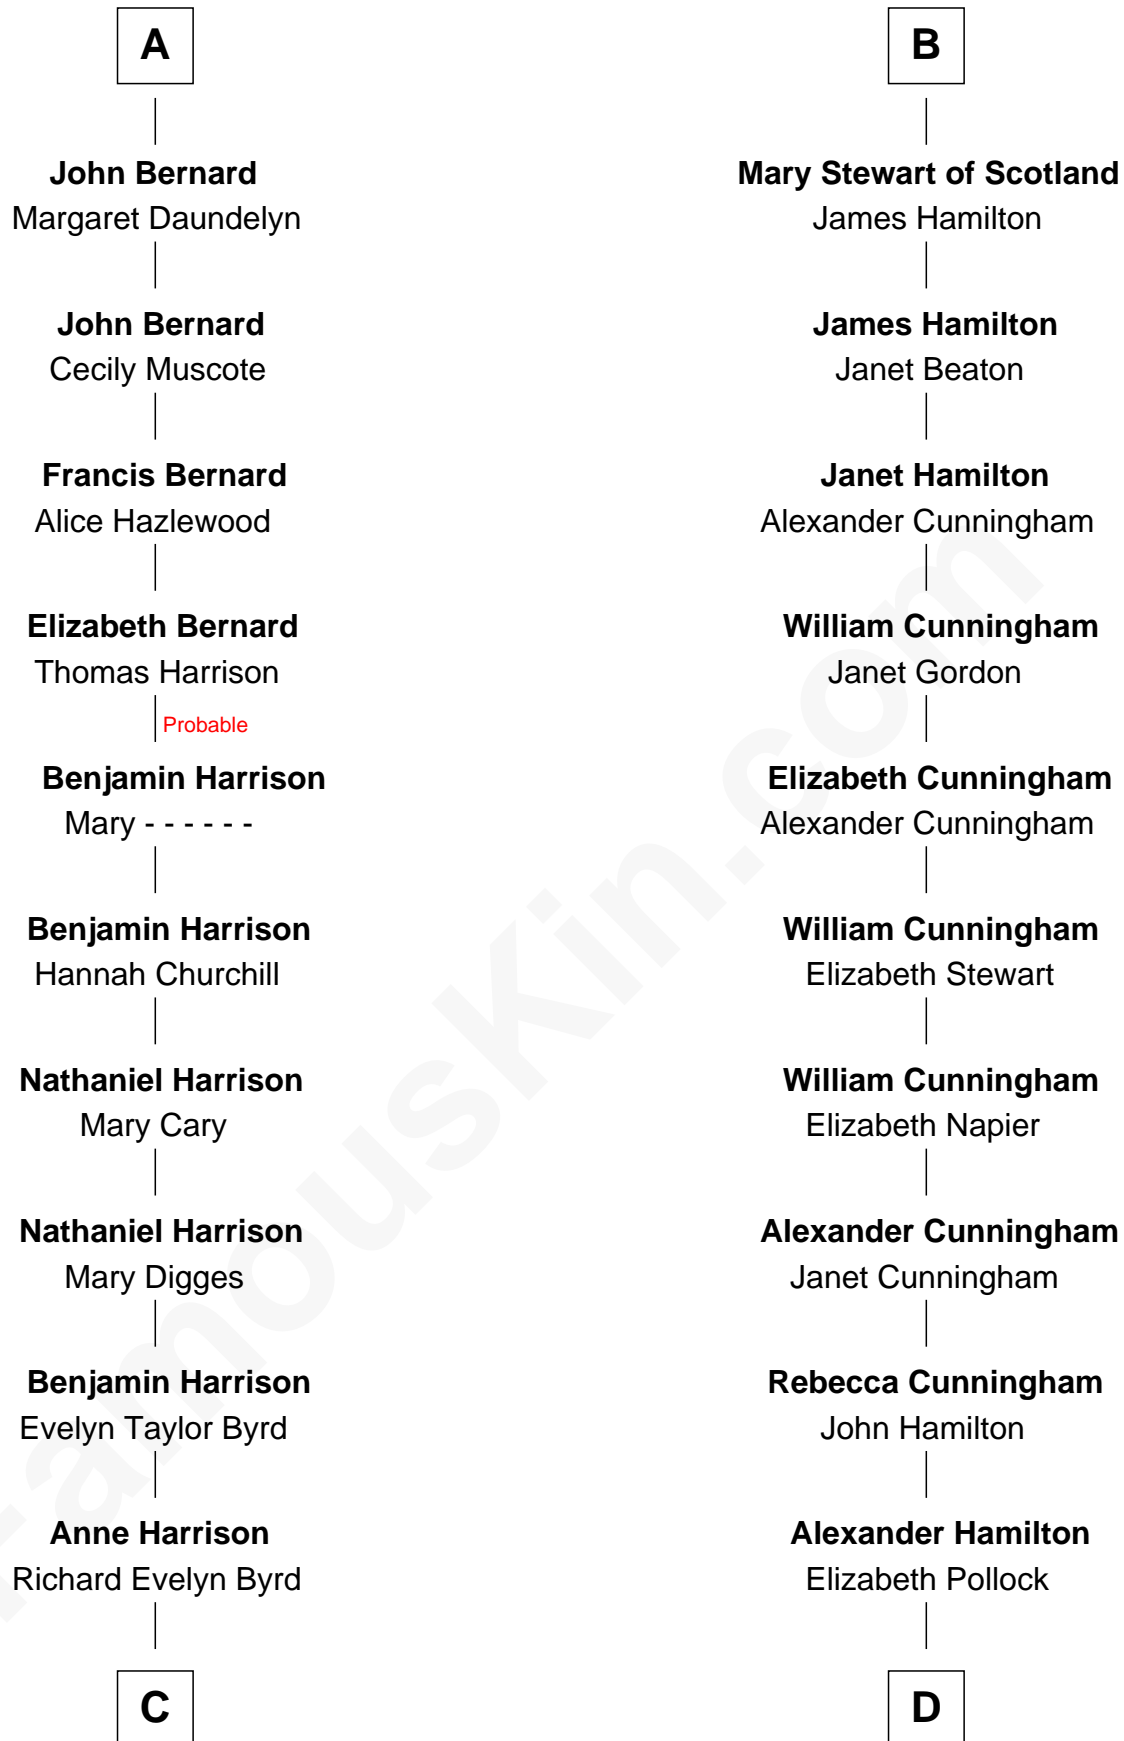 A
John Bernard
Margaret Daundelyn
John Bernard
Cecily Muscote
Francis Bernard
Alice Hazlewood
Elizabeth Bernard
Thomas Harrison
Probable
Benjamin Harrison
Mary - - - - - -
Benjamin Harrison
Hannah Churchill
Nathaniel Harrison
Mary Cary
Nathaniel Harrison
Mary Digges
Benjamin Harrison
Evelyn Taylor Byrd
Anne Harrison
Richard Evelyn Byrd
C
B
Mary Stewart of Scotland
James Hamilton
James Hamilton
Janet Beaton
Janet Hamilton
Alexander Cunningham
William Cunningham
Janet Gordon
Elizabeth Cunningham
Alexander Cunningham
William Cunningham
Elizabeth Stewart
William Cunningham
Elizabeth Napier
Alexander Cunningham
Janet Cunningham
Rebecca Cunningham
John Hamilton
Alexander Hamilton
Elizabeth Pollock
D
FamousKin.com